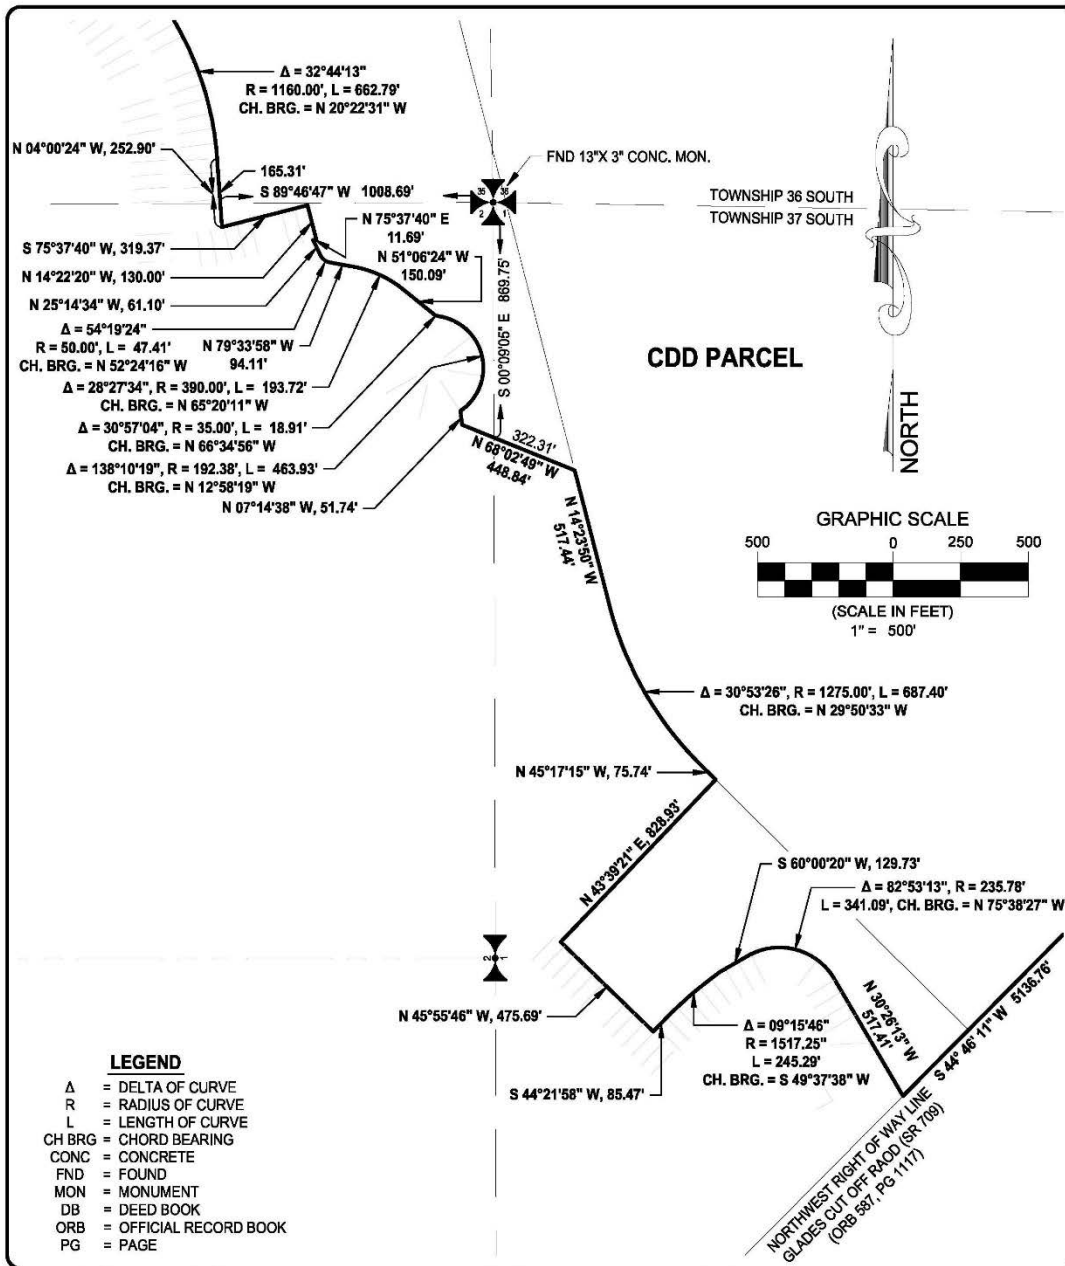 Δ = 32°44'13"
R = 1160.00', L = 662.79'
CH. BRG. = N 20°22'31" W
N 04°00'24" W, 252.90'
165.31'
S 89°46'47" W 1008.69'
FND 13"X 3" CONC. MON.
35 36
2 1
TOWNSHIP 36 SOUTH
TOWNSHIP 37 SOUTH
N 75°37'40" E
11.69'
S 75°37'40" W, 319.37'
N 51°06'24" W
150.09'
N 14°22'20" W, 130.00'
N 25°14'34" W, 61.10'
S 00°09'05" E 869.75'
Δ = 54°19'24"
R = 50.00', L = 47.41'
CH. BRG. = N 52°24'16" W
N 79°33'58" W
94.11'
CDD PARCEL
Δ = 28°27'34", R = 390.00', L = 193.72'
CH. BRG. = N 65°20'11" W
Δ = 30°57'04", R = 35.00', L = 18.91'
CH. BRG. = N 66°34'56" W
NORTH
322.31'
N 68°02'49" W
448.84'
Δ = 138°10'19", R = 192.38', L = 463.93'
CH. BRG. = N 12°58'19" W
N 07°14'38" W, 51.74'
N 14°23'50" W
517.44'
GRAPHIC SCALE
500 0 250 500
(SCALE IN FEET)
1" = 500'
Δ = 30°53'26", R = 1275.00', L = 687.40'
CH. BRG. = N 29°50'33" W
N 45°17'15" W, 75.74'
N 43°39'21" E, 828.93'
S 60°00'20" W, 129.73'
Δ = 82°53'13", R = 235.78'
L = 341.09', CH. BRG. = N 75°38'27" W
2 1
N 30°26'13" W
517.41'
S 44° 46' 11" W 5136.76'
N 45°55'46" W, 475.69'
Δ = 09°15'46"
R = 1517.25"
L = 245.29'
CH. BRG. = S 49°37'38" W
S 44°21'58" W, 85.47'
NORTHWEST RIGHT OF WAY LINE
GLADES CUT OFF RAOD (SR 709)
(ORB 587, PG 1117)
LEGEND
Δ = DELTA OF CURVE
R = RADIUS OF CURVE
L = LENGTH OF CURVE
CH BRG = CHORD BEARING
CONC = CONCRETE
FND = FOUND
MON = MONUMENT
DB = DEED BOOK
ORB = OFFICIAL RECORD BOOK
PG = PAGE